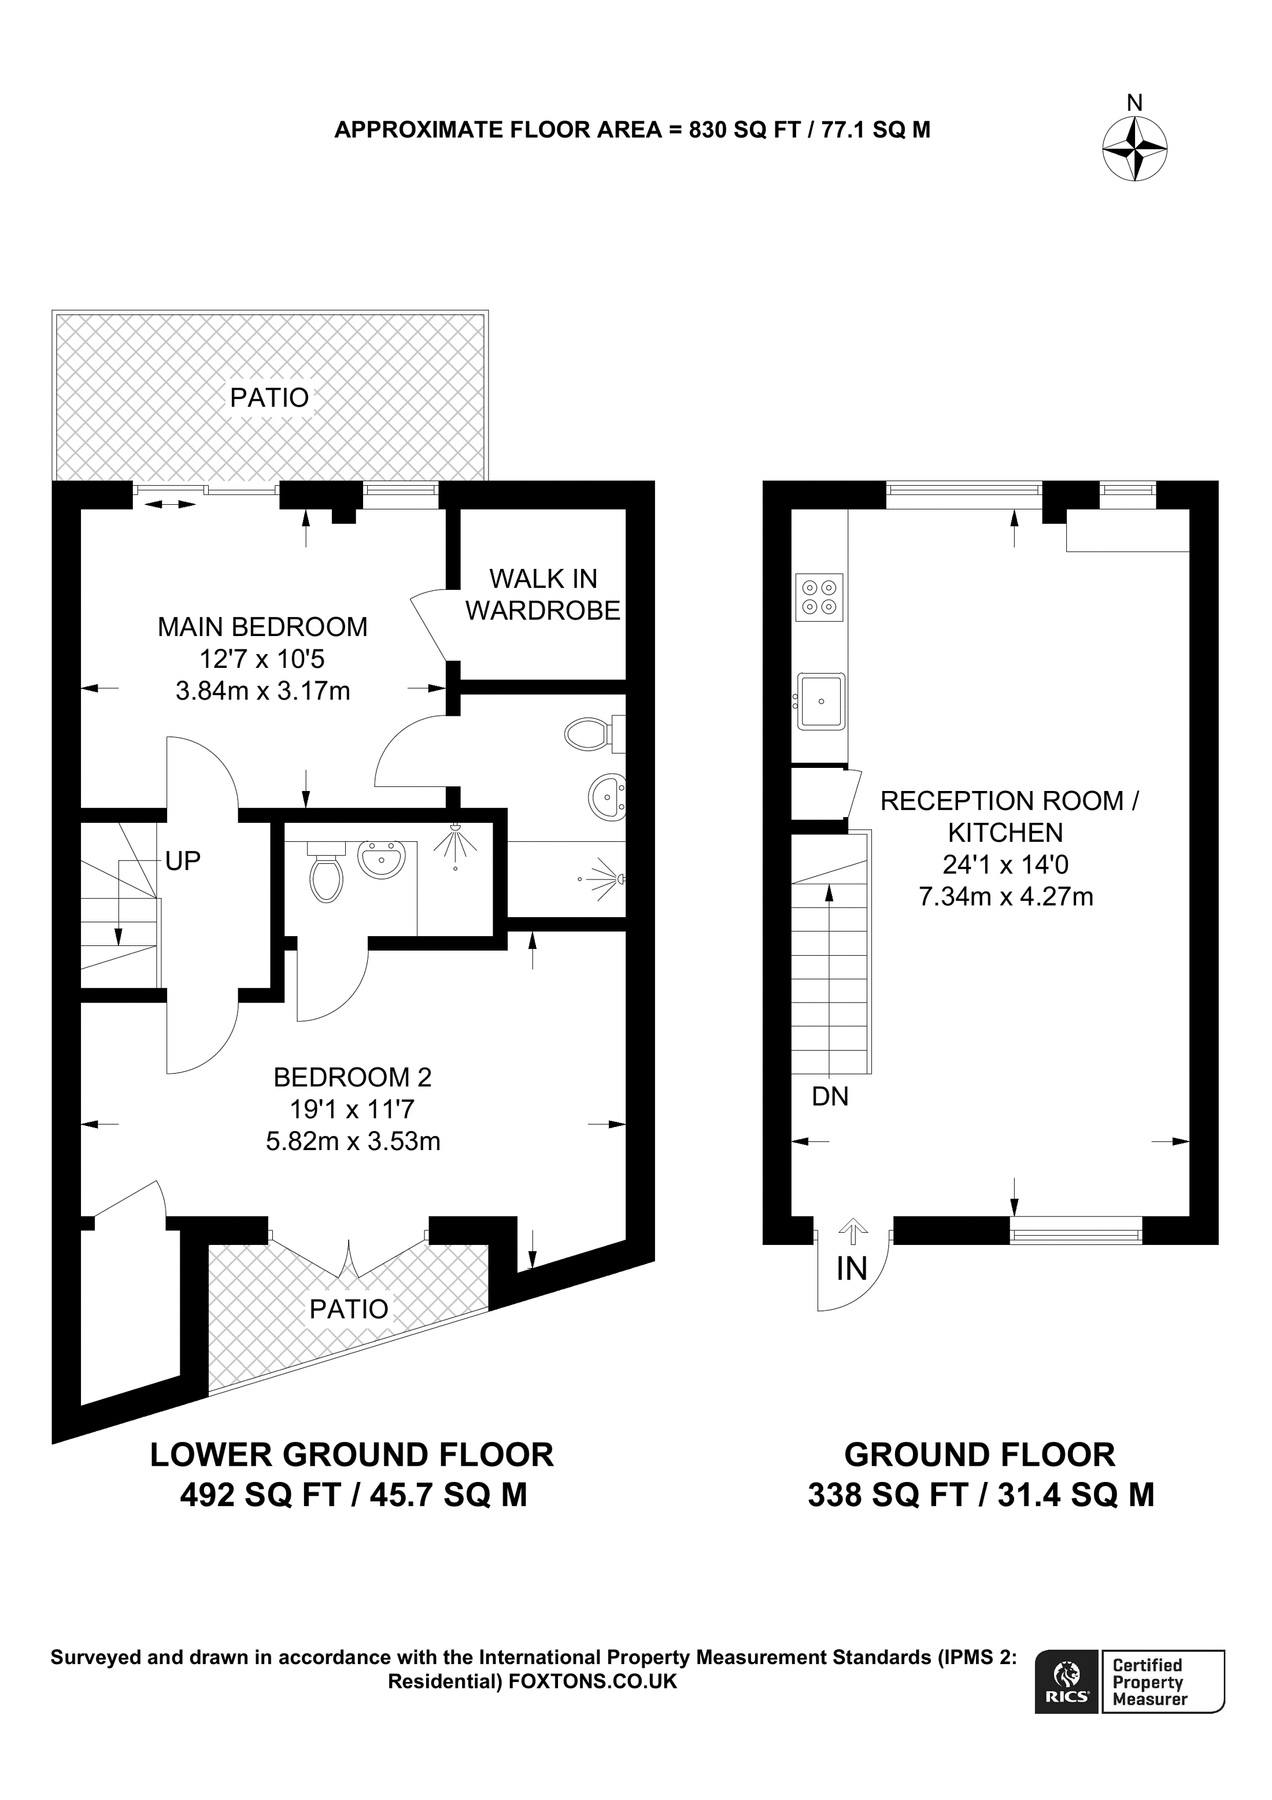 N
APPROXIMATE FLOOR AREA = 830 SQ FT / 77.1 SQ M
PATIO
WALK IN
WARDROBE
MAIN BEDROOM
12'7 x 10'5
3.84m x 3.17m
UP
BEDROOM 2
19'1 x 11'7
5.82m x 3.53m
PATIO
LOWER GROUND FLOOR
492 SQ FT / 45.7 SQ M
RECEPTION ROOM /
KITCHEN
24'1 x 14'0
7.34m x 4.27m
DN
IN
GROUND FLOOR
338 SQ FT / 31.4 SQ M
Surveyed and drawn in accordance with the International Property Measurement Standards (IPMS 2:
Residential) FOXTONS.CO.UK
RICS
Certified
Property
Measurer